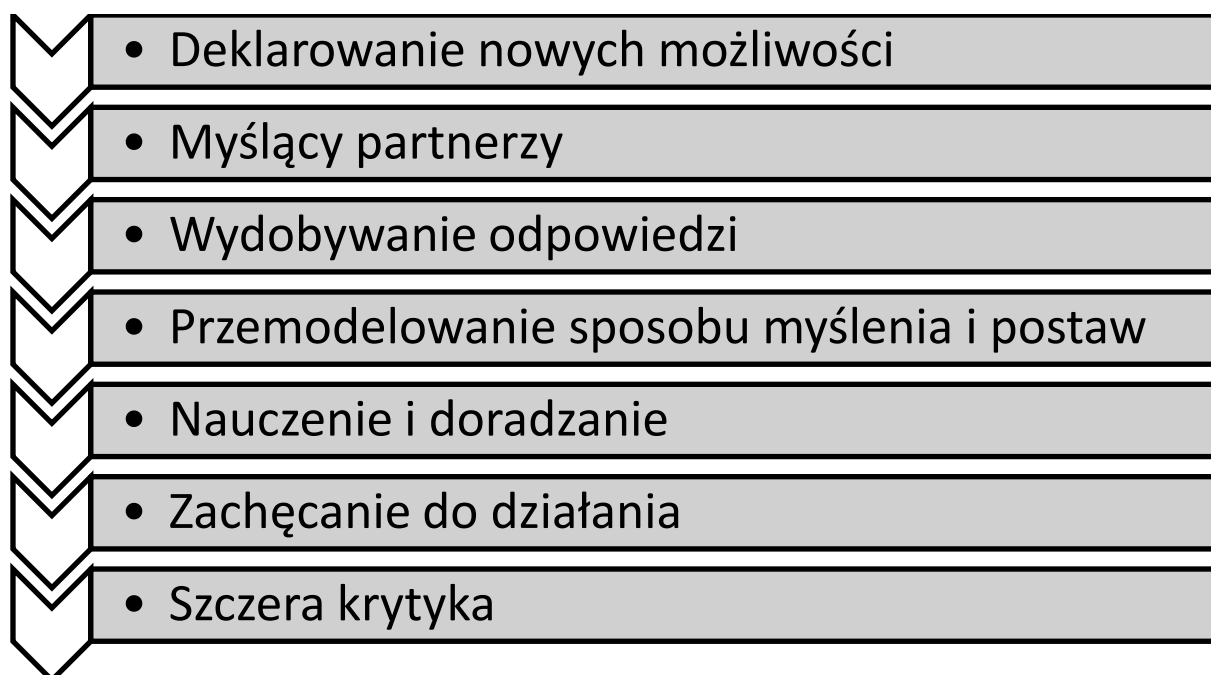 • Deklarowanie nowych możliwości
• Myślący partnerzy
• Wydobywanie odpowiedzi
• Przemodelowanie sposobu myślenia i postaw
• Nauczenie i doradzanie
• Zachęcanie do działania
• Szczera krytyka